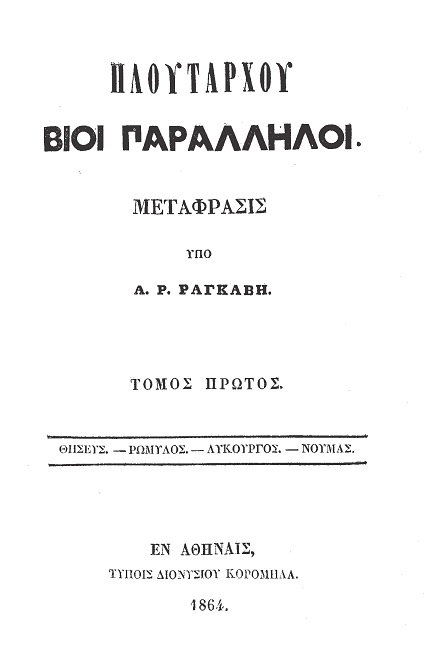 ΠΛΟΥΤΑΡΧΟΥ
ΒΙΟΙ ΠΑΡΑΛΛΗΛΟΙ.
ΜΕΤΑΦΡΑΣΙΣ
ΥΠΟ
Α. Ρ. ΡΑΓΚΑΒΗ.
ΤΟΜΟΣ ΠΡΩΤΟΣ.
ΘΗΣΕΥΣ. — ΡΩΜΥΛΟΣ. — ΛΥΚΟΥΡΓΟΣ. — ΝΟΥΜΑΣ.
ΕΝ ΑΘΗΝΑΙΣ,
ΤΥΠΟΙΣ ΔΙΟΝΥΣΙΟΥ ΚΟΡΟΜΗΛΑ.
1864.